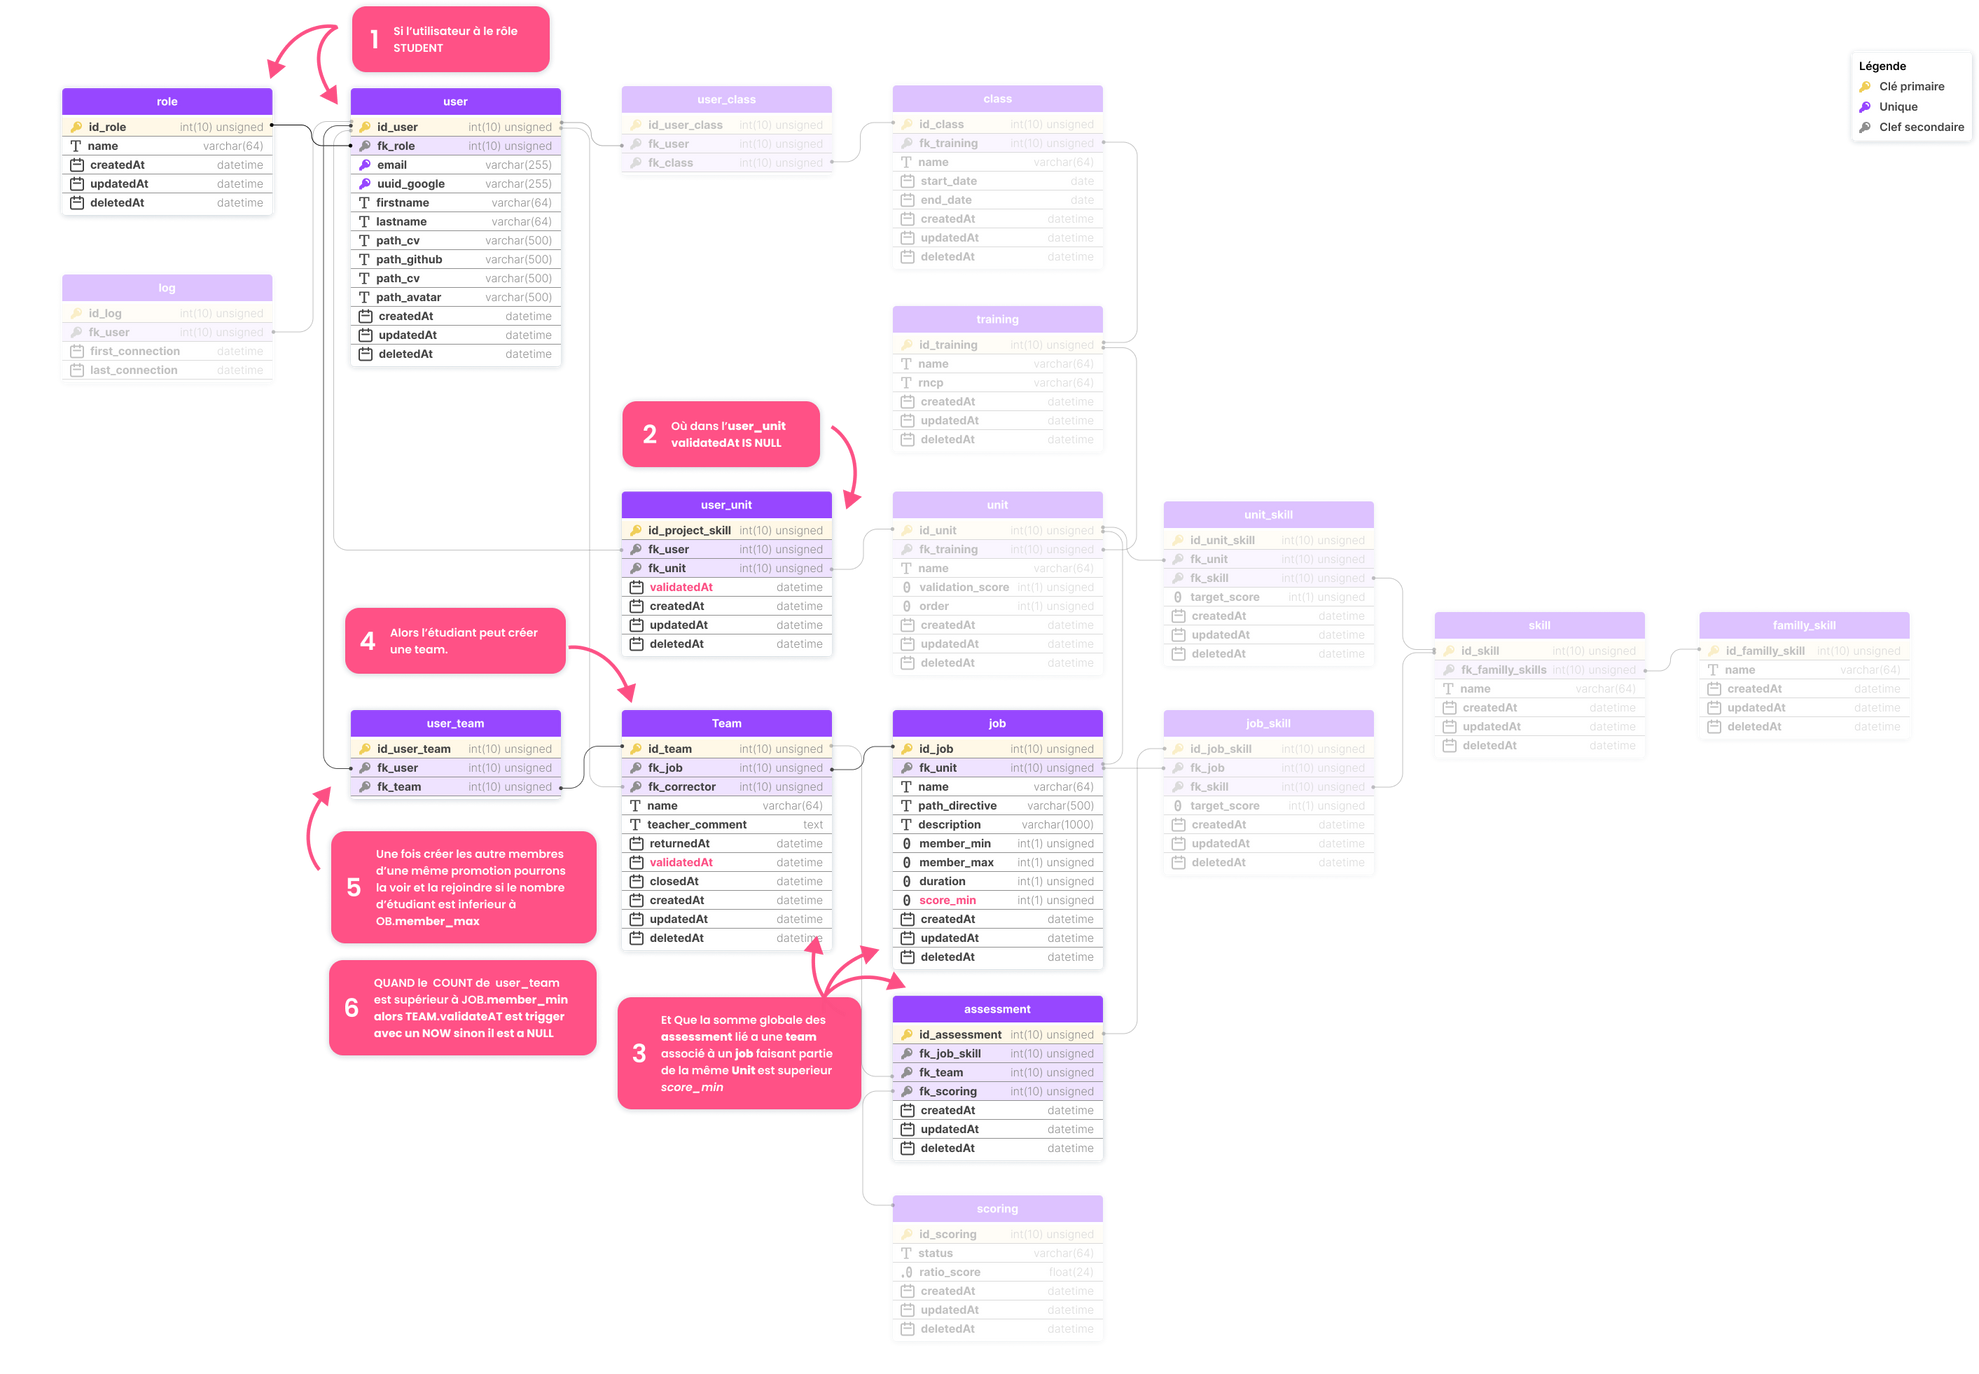 1
Si l'utilisateur à le rôle
STUDENT
Légende
Clé primaire
Unique
Clef secondaire
role
id_role int(10) unsigned
name varchar(64)
createdAt datetime
updatedAt datetime
deletedAt datetime
user
id_user int(10) unsigned
fk_role int(10) unsigned
email varchar(255)
uuid_google varchar(255)
firstname varchar(64)
lastname varchar(64)
path_cv varchar(500)
path_github varchar(500)
path_cv varchar(500)
path_avatar varchar(500)
createdAt datetime
updatedAt datetime
deletedAt datetime
user_class
id_user_class int(10) unsigned
fk_user int(10) unsigned
fk_class int(10) unsigned
class
id_class int(10) unsigned
fk_training int(10) unsigned
name varchar(64)
start_date date
end_date date
createdAt datetime
updatedAt datetime
deletedAt datetime
log
id_log int(10) unsigned
fk_user int(10) unsigned
first_connection datetime
last_connection datetime
training
id_training int(10) unsigned
name varchar(64)
rncp varchar(64)
createdAt datetime
updatedAt datetime
deletedAt datetime
2
Où dans l'user_unit
validatedAt IS NULL
user_unit
id_project_skill int(10) unsigned
fk_user int(10) unsigned
fk_unit int(10) unsigned
validatedAt datetime
createdAt datetime
updatedAt datetime
deletedAt datetime
unit
id_unit int(10) unsigned
fk_training int(10) unsigned
name varchar(64)
validation_score int(1) unsigned
order int(1) unsigned
createdAt datetime
updatedAt datetime
deletedAt datetime
unit_skill
id_unit_skill int(10) unsigned
fk_unit int(10) unsigned
fk_skill int(10) unsigned
target_score int(1) unsigned
createdAt datetime
updatedAt datetime
deletedAt datetime
skill
id_skill int(10) unsigned
fk_familly_skills int(10) unsigned
name varchar(64)
createdAt datetime
updatedAt datetime
deletedAt datetime
familly_skill
id_familly_skill int(10) unsigned
name varchar(64)
createdAt datetime
updatedAt datetime
deletedAt datetime
4
Alors l'étudiant peut créer
une team.
user_team
id_user_team int(10) unsigned
fk_user int(10) unsigned
fk_team int(10) unsigned
Team
id_team int(10) unsigned
fk_job int(10) unsigned
fk_corrector int(10) unsigned
name varchar(64)
teacher_comment text
returnedAt datetime
validatedAt datetime
closedAt datetime
createdAt datetime
updatedAt datetime
deletedAt datetime
job
id_job int(10) unsigned
fk_unit int(10) unsigned
name varchar(64)
path_directive varchar(500)
description varchar(1000)
member_min int(1) unsigned
member_max int(1) unsigned
duration int(1) unsigned
score_min int(1) unsigned
createdAt datetime
updatedAt datetime
deletedAt datetime
job_skill
id_job_skill int(10) unsigned
fk_job int(10) unsigned
fk_skill int(10) unsigned
target_score int(1) unsigned
createdAt datetime
updatedAt datetime
deletedAt datetime
5
Une fois créer les autre membres
d'une même promotion pourrons
la voir et la rejoindre si le nombre
d'étudiant est inferieur à
OB.member_max
6
QUAND le COUNT de user_team
est supérieur à JOB.member_min
alors TEAM.validateAT est trigger
avec un NOW sinon il est a NULL
3
Et Que la somme globale des
assessment lié a une team
associé à un job faisant partie
de la même Unit est superieur
score_min
assessment
id_assessment int(10) unsigned
fk_job_skill int(10) unsigned
fk_team int(10) unsigned
fk_scoring int(10) unsigned
createdAt datetime
updatedAt datetime
deletedAt datetime
scoring
id_scoring int(10) unsigned
status varchar(64)
ratio_score float(24)
createdAt datetime
updatedAt datetime
deletedAt datetime